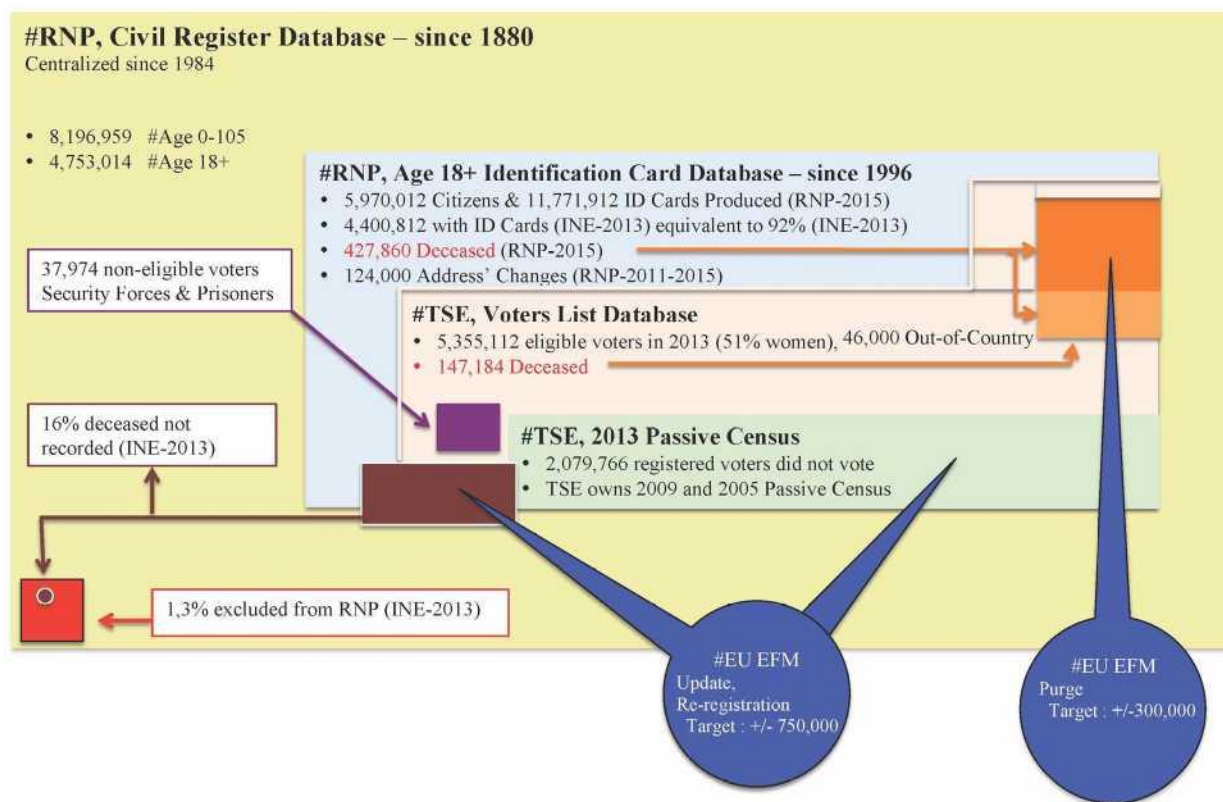 #RNP, Civil Register Database – since 1880
Centralized since 1984
• 8,196,959 #Age 0-105
• 4,753,014 #Age 18+
#RNP, Age 18+ Identification Card Database – since 1996
• 5,970,012 Citizens & 11,771,912 ID Cards Produced (RNP-2015)
• 4,400,812 with ID Cards (INE-2013) equivalent to 92% (INE-2013)
• 427,860 Deceased (RNP-2015)
• 124,000 Address’ Changes (RNP-2011-2015)
37,974 non-eligible voters
Security Forces & Prisoners
#TSE, Voters List Database
• 5,355,112 eligible voters in 2013 (51% women), 46,000 Out-of-Country
• 147,184 Deceased
16% deceased not
recorded (INE-2013)
#TSE, 2013 Passive Census
• 2,079,766 registered voters did not vote
• TSE owns 2009 and 2005 Passive Census
1,3% excluded from RNP (INE-2013)
#EU EFM
Update,
Re-registration
Target : +/- 750,000
#EU EFM
Purge
Target : +/-300,000